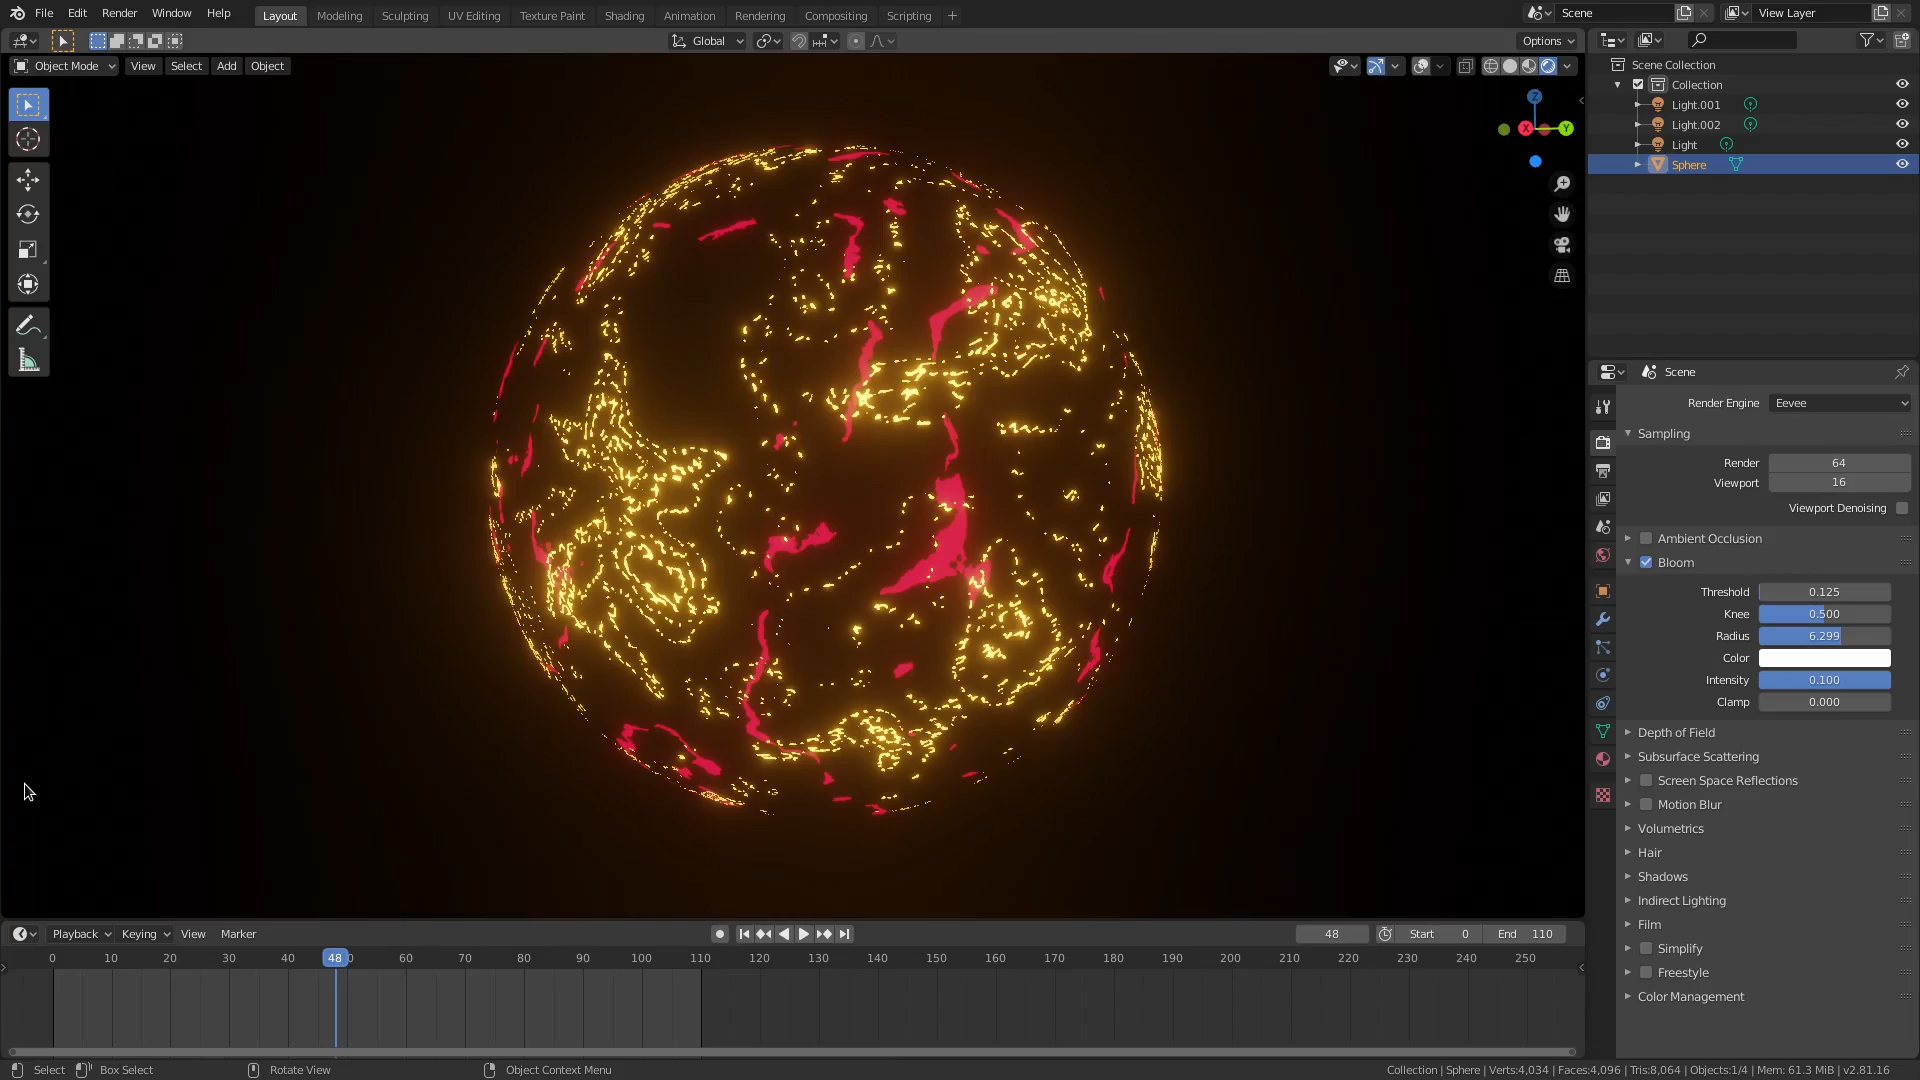 File Edit Render Window Help Layout Modeling Sculpting UV Editing Texture Paint Shading Animation Rendering Compositing Scripting + Scene View Layer
Global Options
Object Mode View Select Add Object
Z
X Y
Scene Collection
Collection
Light.001
Light.002
Light
Sphere
Scene
Render Engine Eevee
Sampling
Render 64
Viewport 16
Viewport Denoising
Ambient Occlusion
Bloom
Threshold 0.125
Knee 0.500
Radius 6.299
Color
Intensity 0.100
Clamp 0.000
Depth of Field
Subsurface Scattering
Screen Space Reflections
Motion Blur
Volumetrics
Hair
Shadows
Indirect Lighting
Film
Simplify
Freestyle
Color Management
Playback Keying View Marker 48 Start 0 End 110
0 10 20 30 40 48 60 70 80 90 100 110 120 130 140 150 160 170 180 190 200 210 220 230 240 250
Select Box Select Rotate View Object Context Menu Collection | Sphere | Verts:4,034 | Faces:4,096 | Tris:8,064 | Objects:1/4 | Mem: 61.3 MiB | v2.81.16